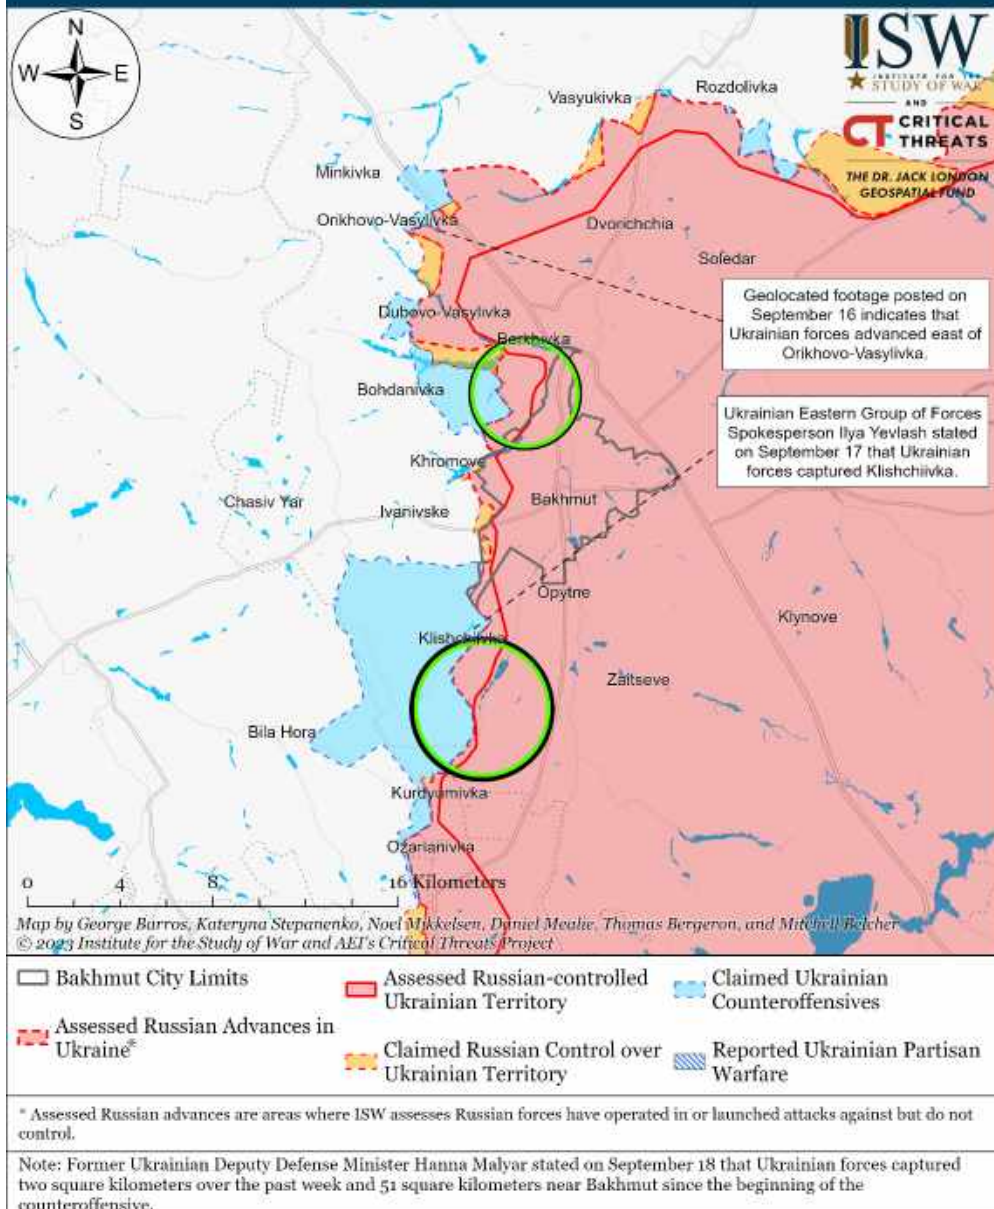 N
W E
S
ISW
INSTITUTE FOR THE
STUDY OF WAR
AND
CT CRITICAL
THREATS
THE DR. JACK LONDON
GEOSPATIAL FUND
Rozdolivka
Vasyukivka
Minkivka
Orikhovo-Vasylivka
Dvorichchia
Soledar
Geolocated footage posted on
September 16 indicates that
Ukrainian forces advanced east of
Orikhovo-Vasylivka.
Dubovo-Vasylivka
Berkhivka
Bohdanivka
Ukrainian Eastern Group of Forces
Spokesperson Ilya Yevlash stated
on September 17 that Ukrainian
forces captured Klishchiivka.
Khromove
Chasiv Yar
Bakhmut
Ivanivske
Opytne
Klynove
Klishchiivka
Zaitseve
Bila Hora
Kurdyumivka
Ozarianivka
0 4 8 16 Kilometers
Map by George Barros, Kateryna Stepanenko, Noel Mikkelsen, Daniel Mealie, Thomas Bergeron, and Mitchell Belcher
© 2023 Institute for the Study of War and AEI's Critical Threats Project
Bakhmut City Limits
Assessed Russian Advances in
Ukraine*
Assessed Russian-controlled
Ukrainian Territory
Claimed Russian Control over
Ukrainian Territory
Claimed Ukrainian
Counteroffensives
Reported Ukrainian Partisan
Warfare
* Assessed Russian advances are areas where ISW assesses Russian forces have operated in or launched attacks against but do not
control.
Note: Former Ukrainian Deputy Defense Minister Hanna Malyar stated on September 18 that Ukrainian forces captured
two square kilometers over the past week and 51 square kilometers near Bakhmut since the beginning of the
counteroffensive.